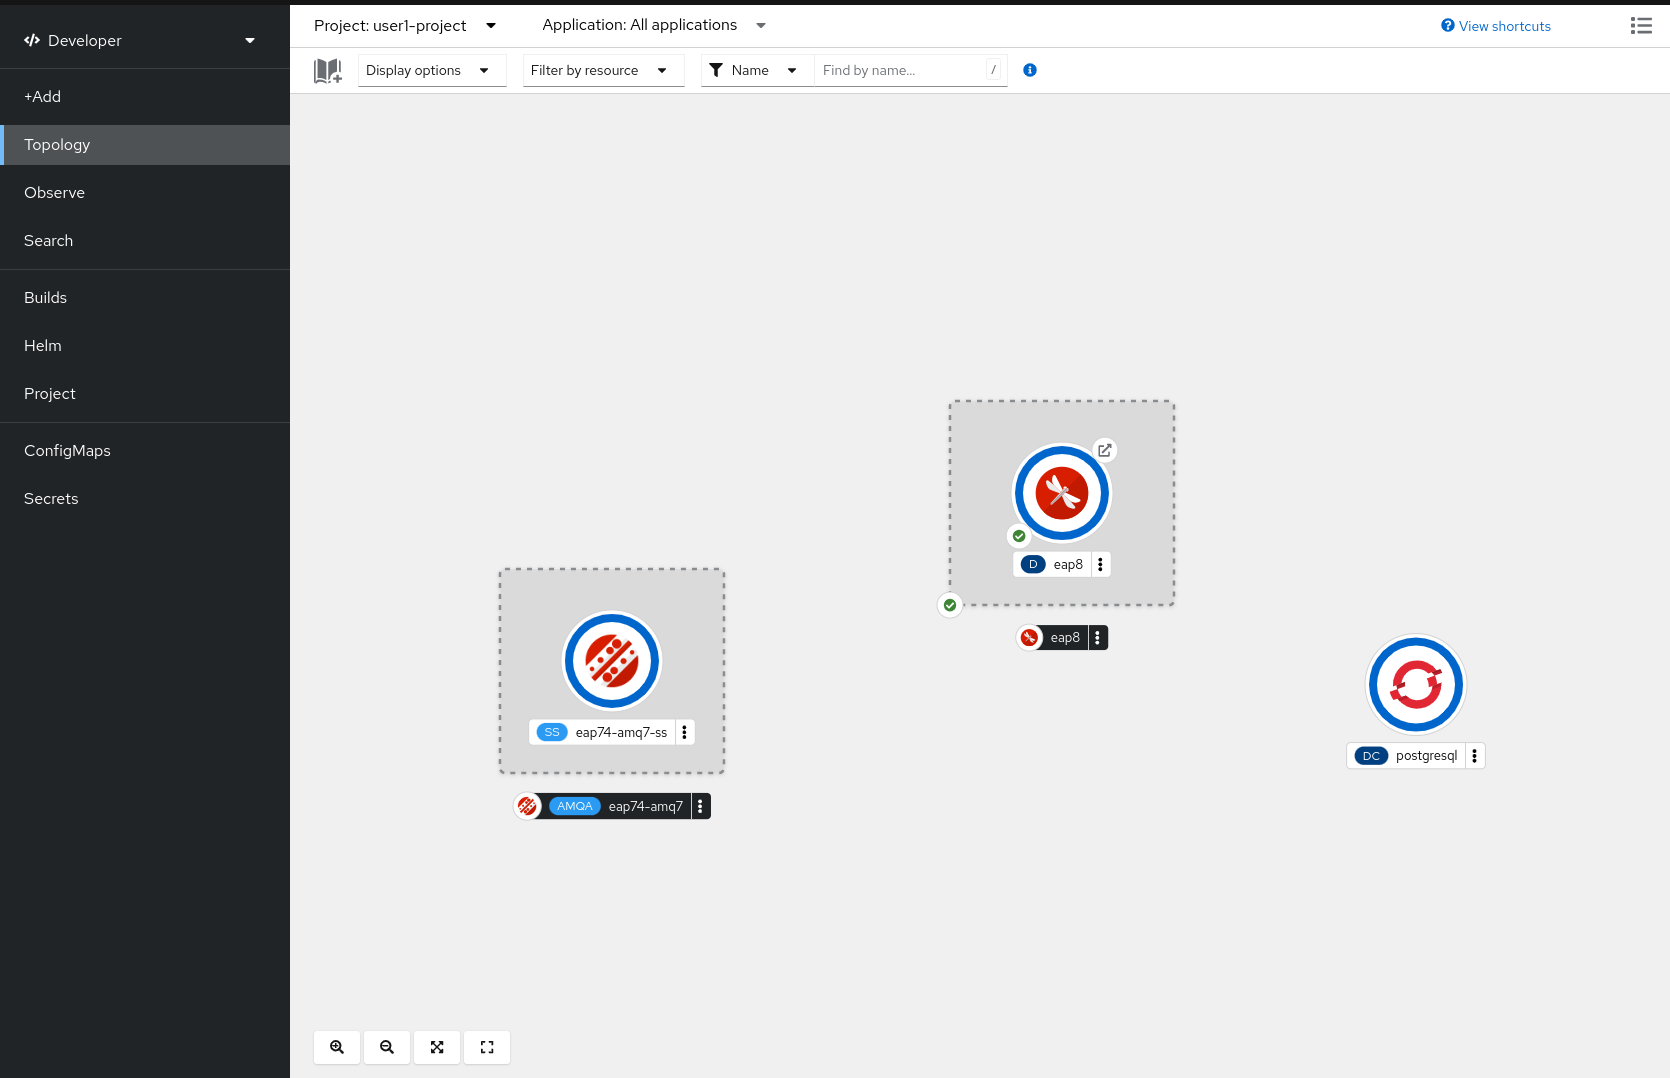 Developer
+Add
Topology
Observe
Search
Builds
Helm
Project
ConfigMaps
Secrets
Project: user1-project
Application: All applications
View shortcuts
Display options
Filter by resource
Name
Find by name...
/
D eap8
eap8
SS eap74-amq7-ss
AMQA eap74-amq7
DC postgresql